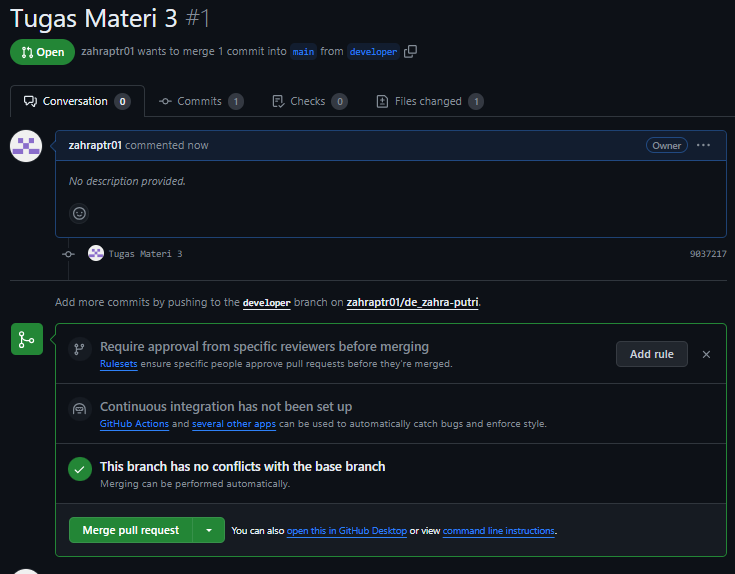 Tugas Materi 3 #1
Open zahraptr01 wants to merge 1 commit into main from developer
Conversation 0 Commits 1 Checks 0 Files changed 1
zahraptr01 commented now Owner
No description provided.
Tugas Materi 3 9037217
Add more commits by pushing to the developer branch on zahraptr01/de_zahra-putri.
Require approval from specific reviewers before merging
Rulesets ensure specific people approve pull requests before they're merged.
Add rule
Continuous integration has not been set up
GitHub Actions and several other apps can be used to automatically catch bugs and enforce style.
This branch has no conflicts with the base branch
Merging can be performed automatically.
Merge pull request You can also open this in GitHub Desktop or view command line instructions.